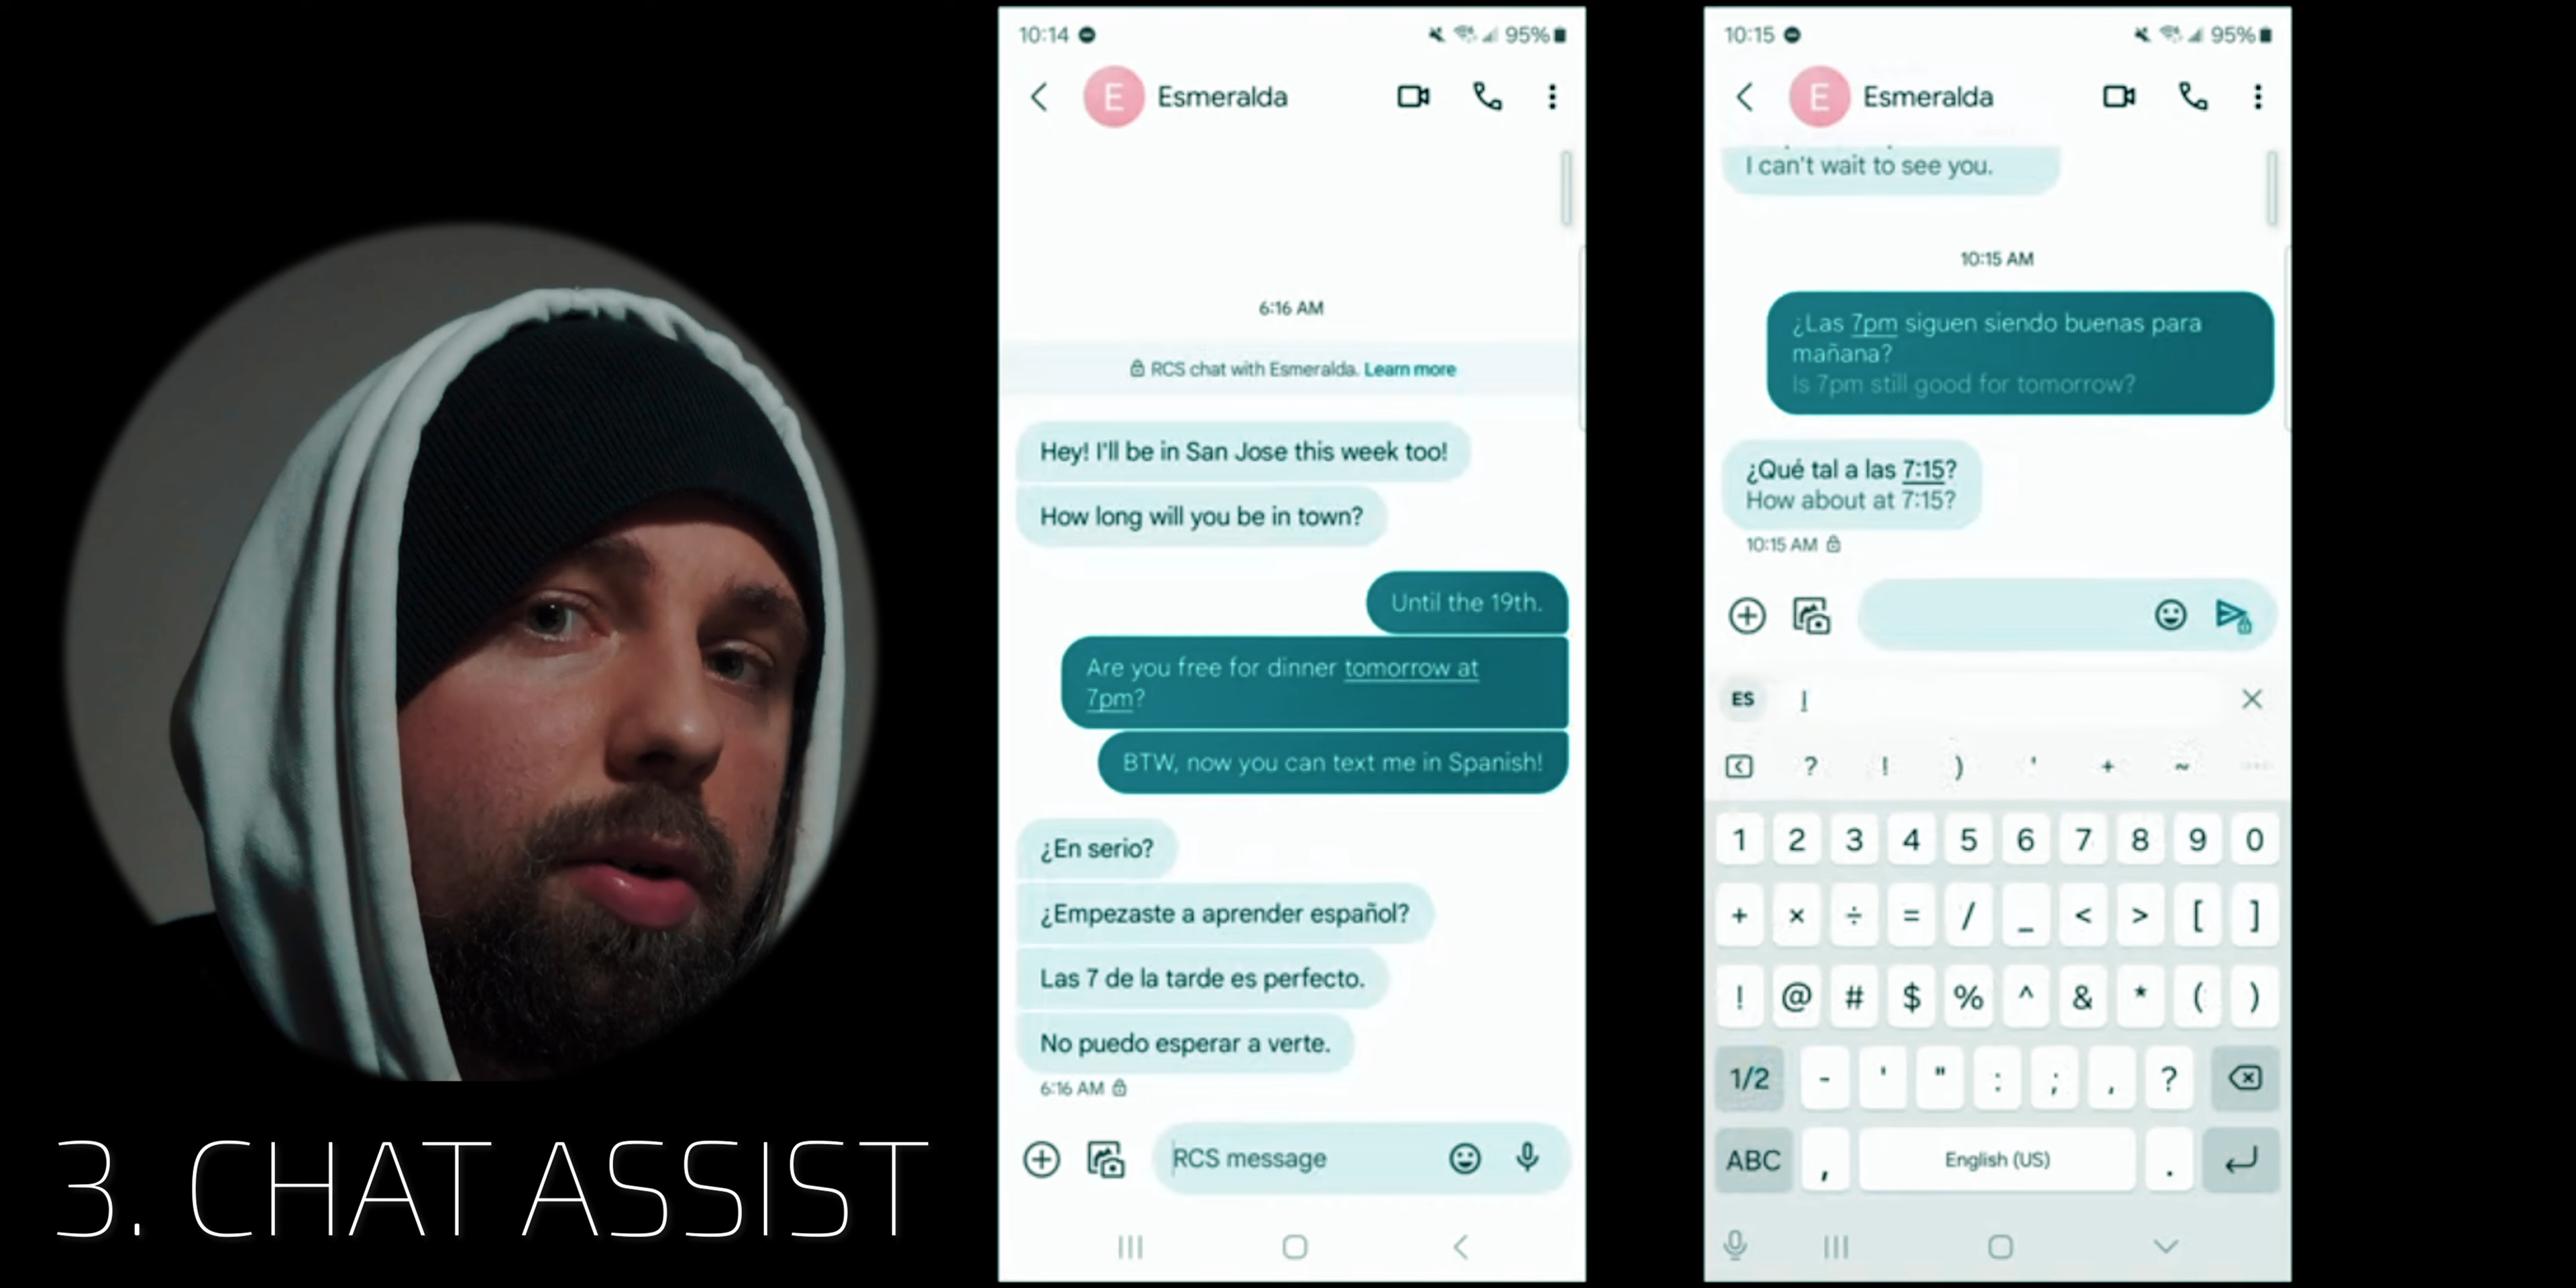 3. CHAT ASSIST
10:14
95%
E
Esmeralda
6:16 AM
RCS chat with Esmeralda. Learn more
Hey! I'll be in San Jose this week too!
How long will you be in town?
Until the 19th.
Are you free for dinner tomorrow at
7pm?
BTW, now you can text me in Spanish!
¿En serio?
¿Empezaste a aprender español?
Las 7 de la tarde es perfecto.
No puedo esperar a verte.
6:16 AM
RCS message
10:15
95%
E
Esmeralda
I can't wait to see you.
10:15 AM
¿Las 7pm siguen siendo buenas para
mañana?
Is 7pm still good for tomorrow?
¿Qué tal a las 7:15?
How about at 7:15?
10:15 AM
ES
? ! ) ' + ~
1 2 3 4 5 6 7 8 9 0
+ × ÷ = / _ < > [ ]
! @ # $ % ^ & * ( )
1/2 - ' " : ; , ?
ABC , English (US) .